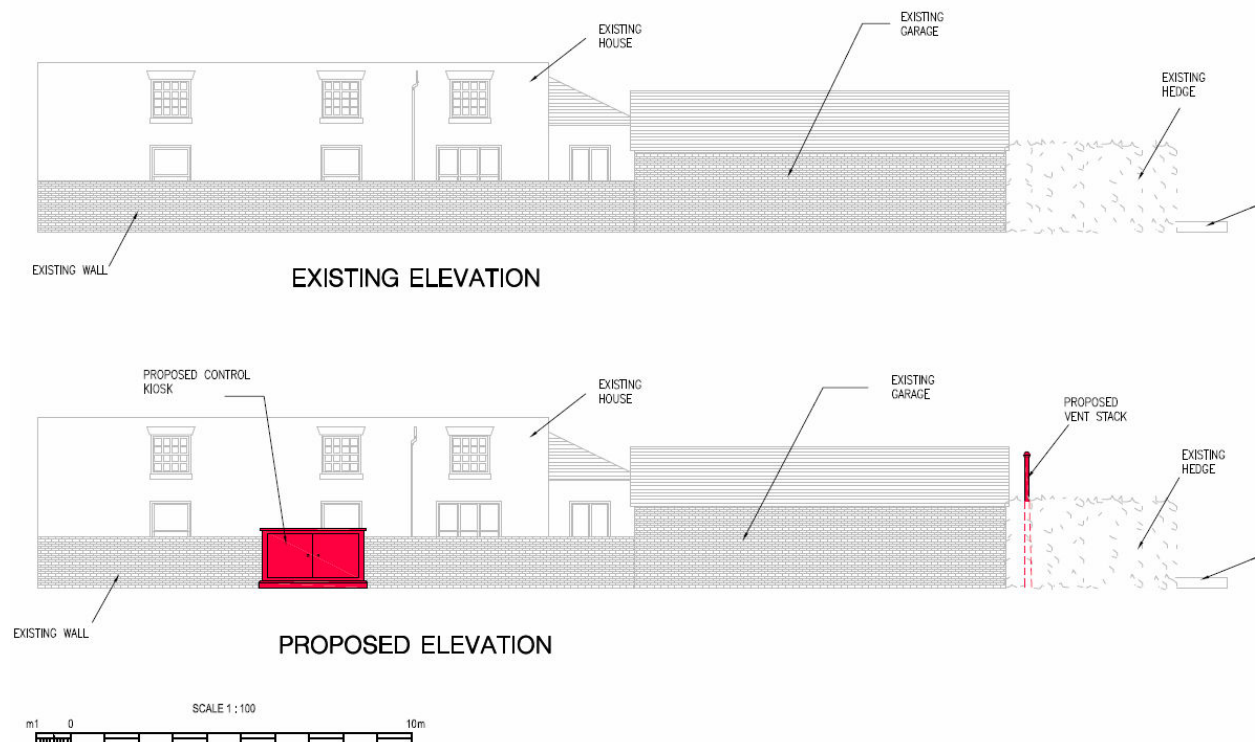 EXISTING
GARAGE
EXISTING
HOUSE
EXISTING
HEDGE
EXISTING WALL
EXISTING ELEVATION
PROPOSED CONTROL
KIOSK
EXISTING
HOUSE
EXISTING
GARAGE
PROPOSED
VENT STACK
EXISTING
HEDGE
EXISTING WALL
PROPOSED ELEVATION
SCALE 1 : 100
m1 0 10m